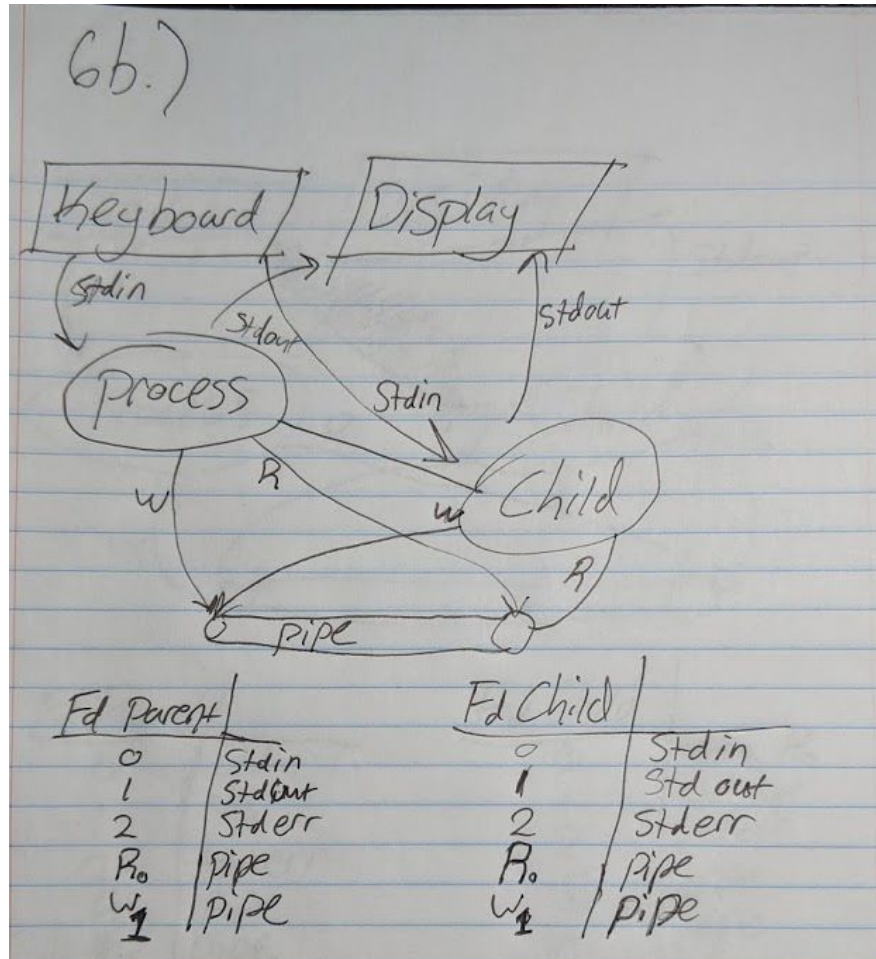 6b.)
Keyboard Display
Stdin
Stdout
Stdout
Process
Stdin
Child
W R W
R
pipe
Fd Parent Fd Child
0 Stdin 0 Stdin
1 Stdout 1 Std out
2 Stderr 2 Stderr
R0 pipe R0 pipe
W1 pipe W1 pipe